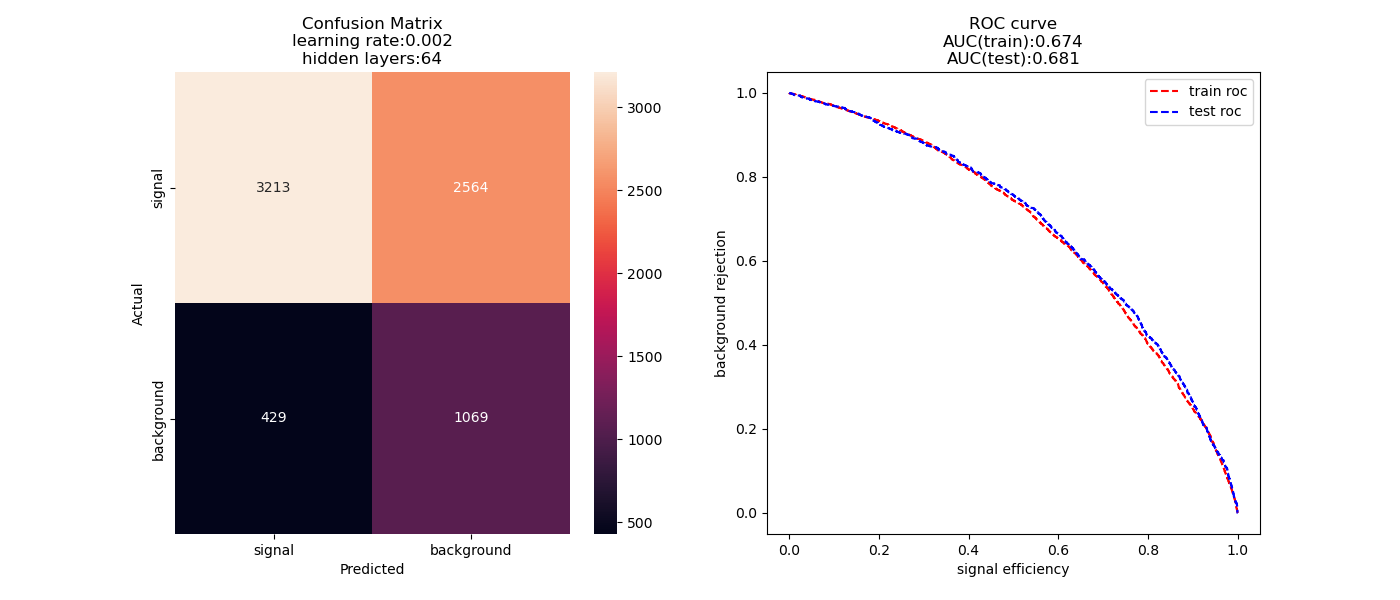 Confusion Matrix
learning rate:0.002
hidden layers:64
signal
background
Actual
3213
2564
429
1069
signal
background
Predicted
3000
2500
2000
1500
1000
500
ROC curve
AUC(train):0.674
AUC(test):0.681
train roc
test roc
background rejection
1.0
0.8
0.6
0.4
0.2
0.0
0.0
0.2
0.4
0.6
0.8
1.0
signal efficiency